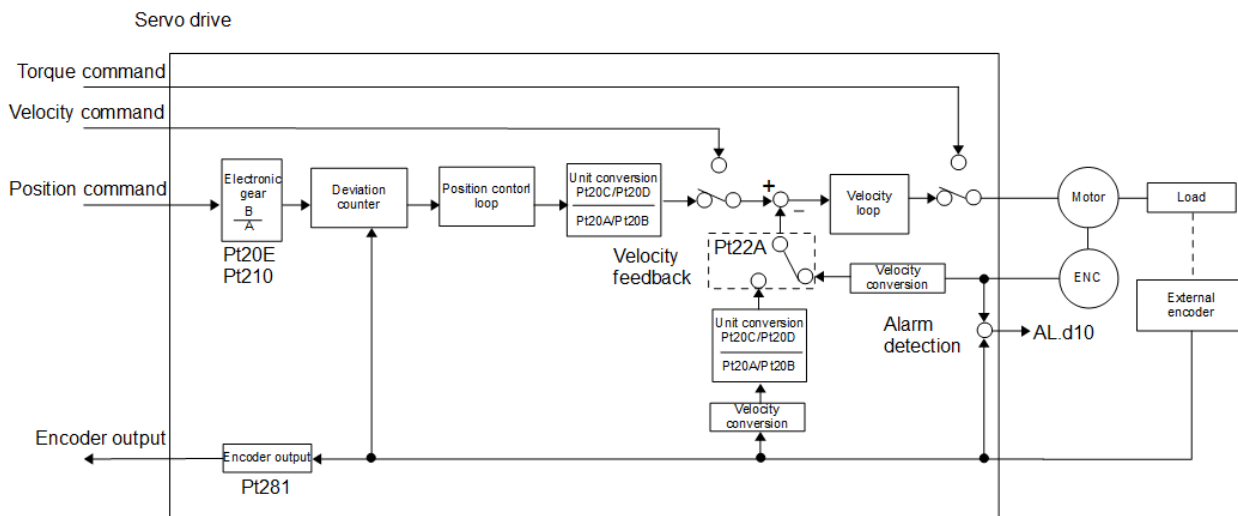 Servo drive
Torque command
Velocity command
Position command
Electronic
gear
B
A
Pt20E
Pt210
Deviation
counter
Position contorl
loop
Unit conversion
Pt20C/Pt20D
Pt20A/Pt20B
+
−
Velocity
loop
Motor
Load
Velocity
feedback
Pt22A
Velocity
conversion
ENC
External
encoder
Unit conversion
Pt20C/Pt20D
Pt20A/Pt20B
Alarm
detection
AL.d10
Velocity
conversion
Encoder output
Encoder output
Pt281